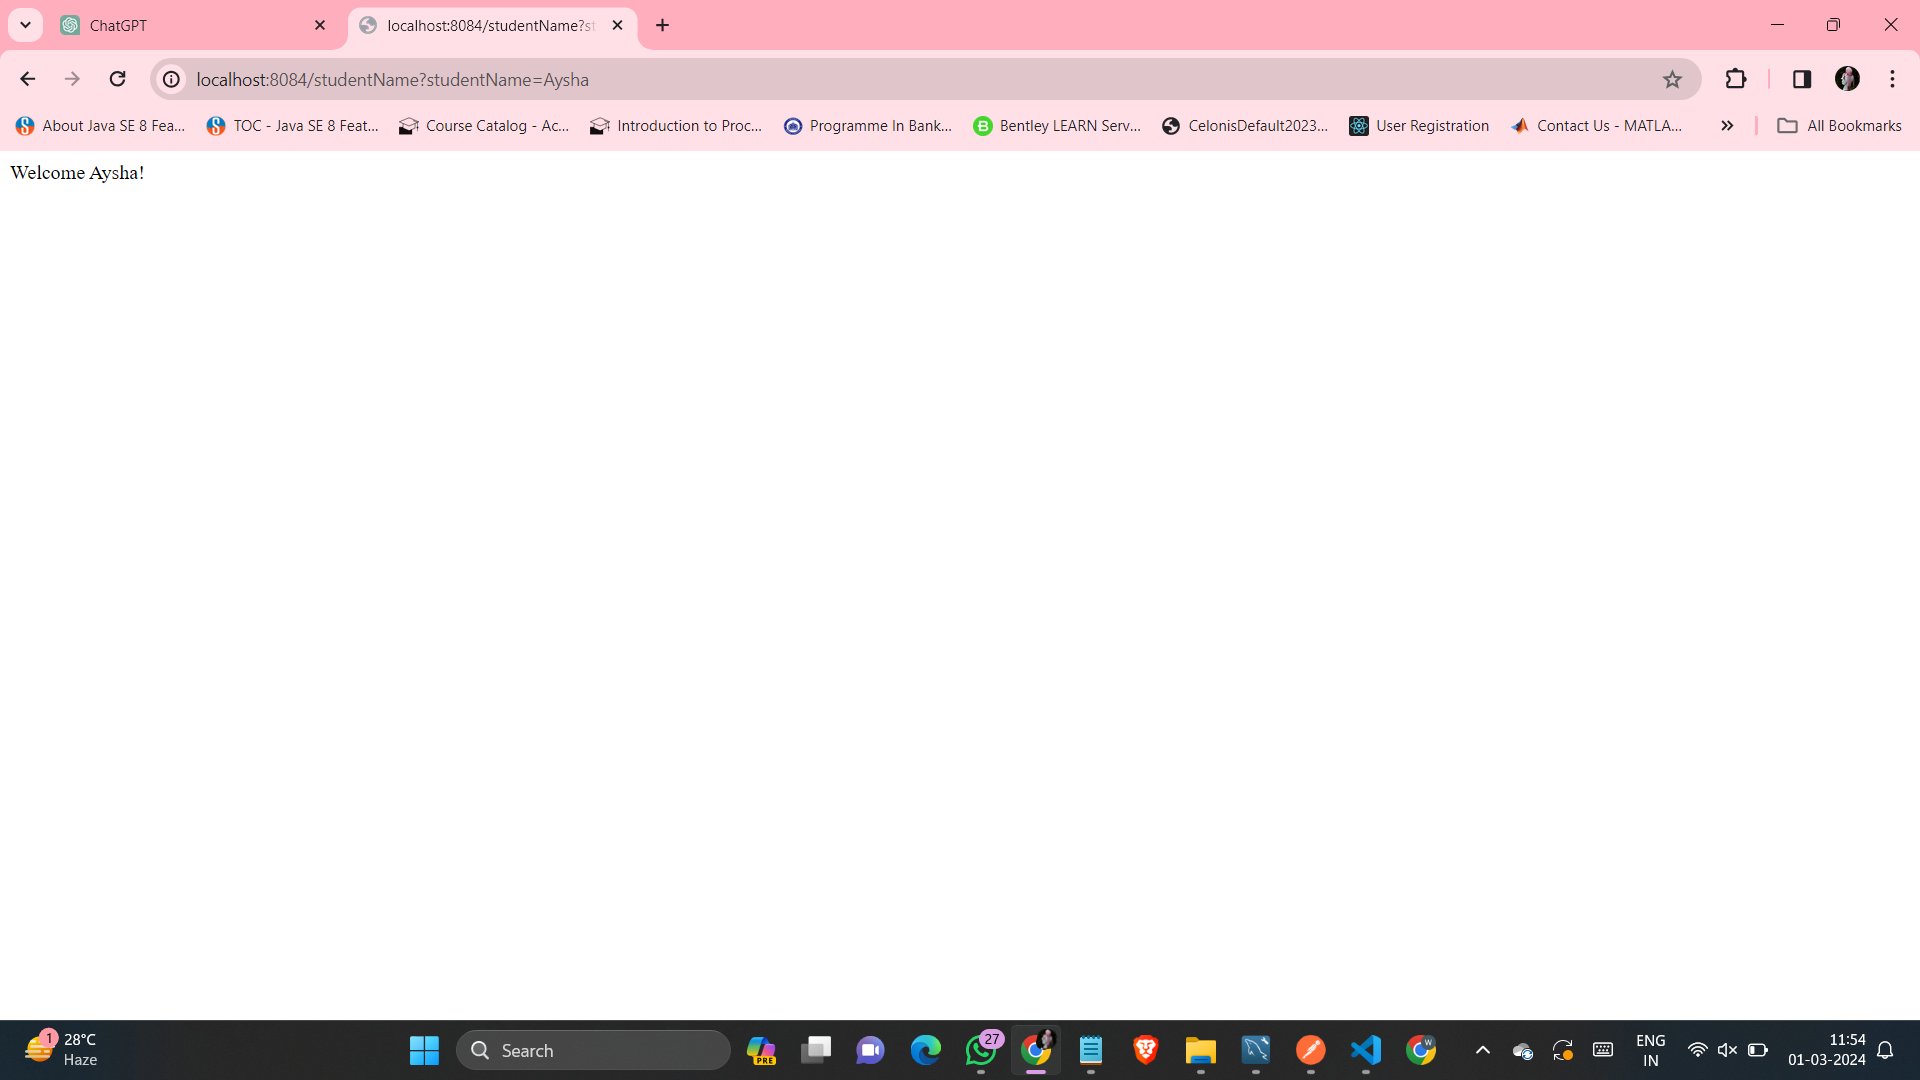 ChatGPT
localhost:8084/studentName?st
localhost:8084/studentName?studentName=Aysha
About Java SE 8 Fea...
TOC - Java SE 8 Feat...
Course Catalog - Ac...
Introduction to Proc...
Programme In Bank...
Bentley LEARN Serv...
CelonisDefault2023...
User Registration
Contact Us - MATLA...
All Bookmarks
Welcome Aysha!
1
28°C
Haze
Search
PRE
27
W
ENG
IN
11:54
01-03-2024